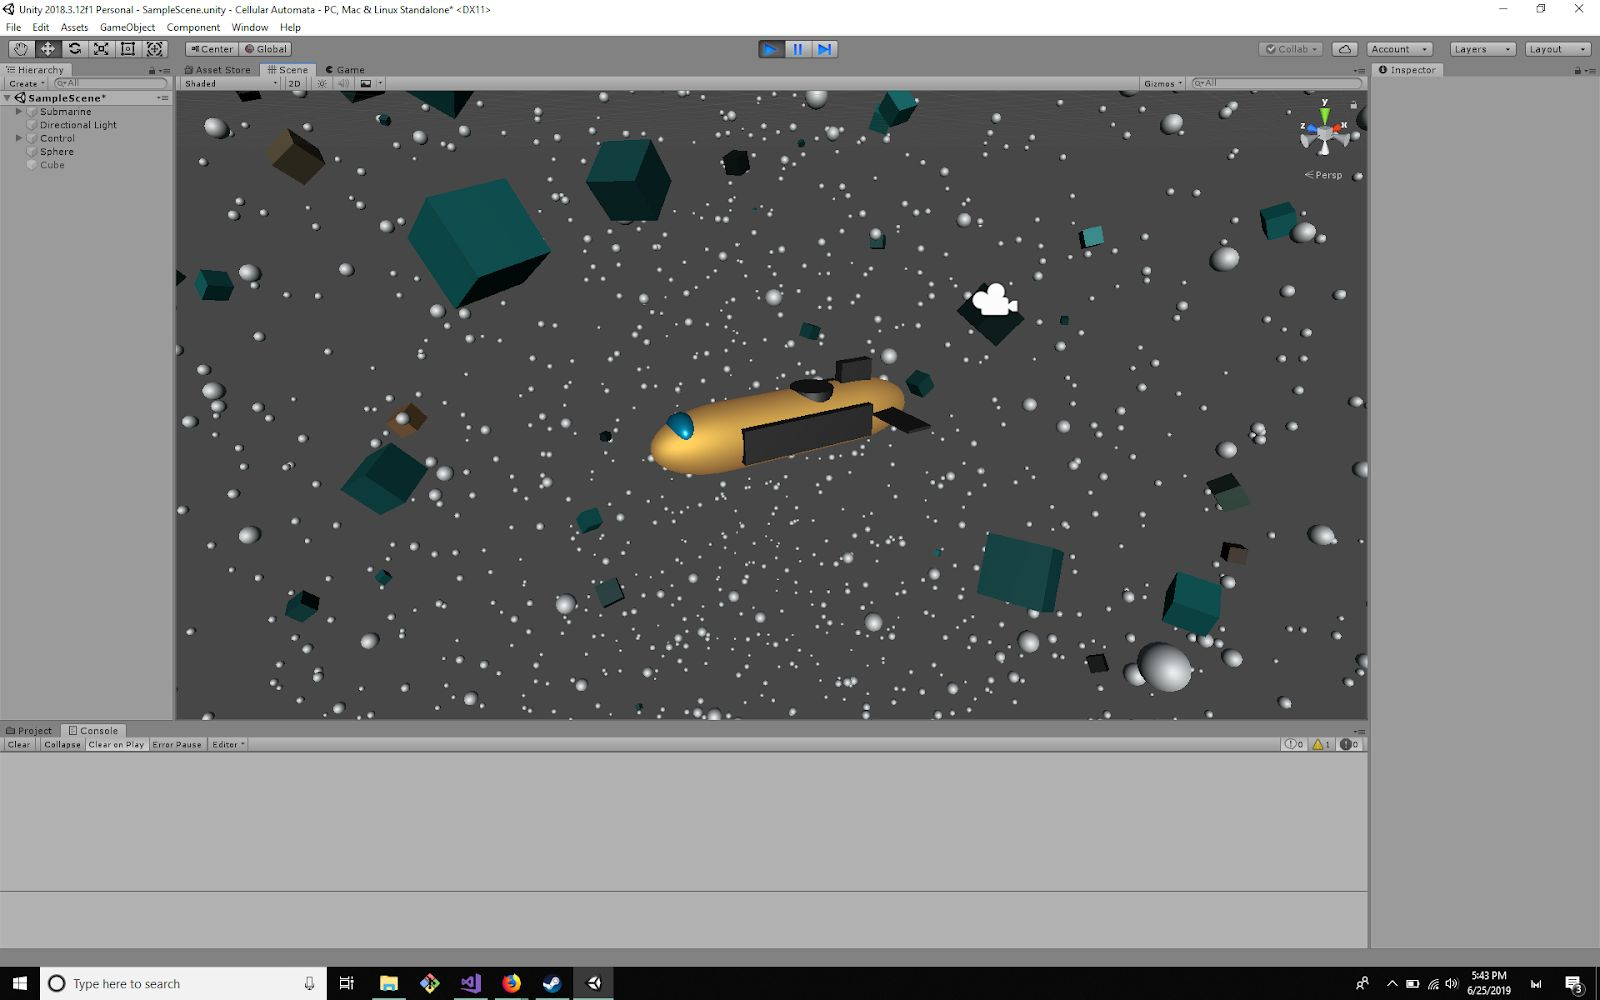 Unity 2018.3.12f1 Personal - SampleScene.unity - Cellular Automata - PC, Mac & Linux Standalone* <DX11>
File Edit Assets GameObject Component Window Help
Center Global Collab Account Layers Layout
Hierarchy Asset Store Scene Game Inspector
Create All Shaded 2D Gizmos All
SampleScene*
Submarine
Directional Light
Control
Sphere
Cube
y
z x
Persp
Project Console
Clear Collapse Clear on Play Error Pause Editor 0 1 0
Type here to search
5:43 PM
6/25/2019
3